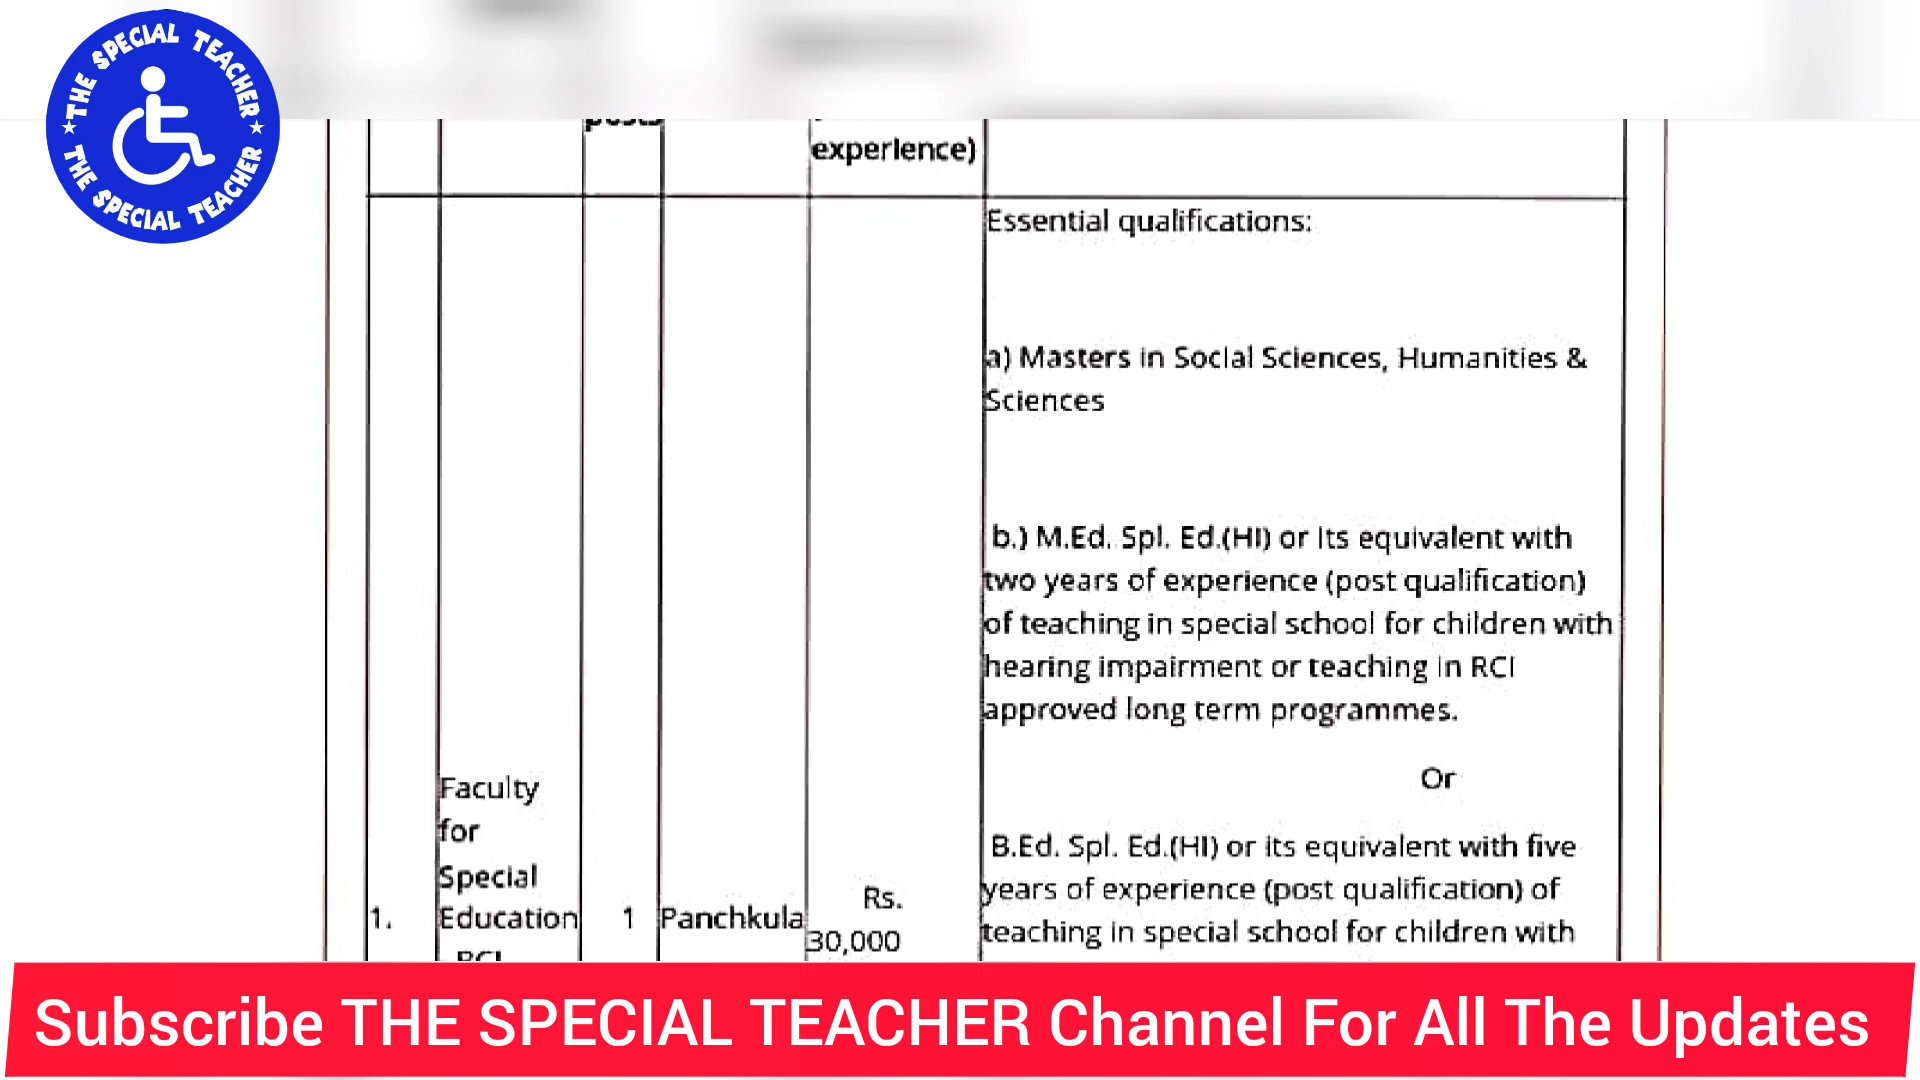 THE SPECIAL TEACHER
THE SPECIAL TEACHER
posts
experience)
Essential qualifications:
a) Masters in Social Sciences, Humanities &
Sciences
b.) M.Ed. Spl. Ed.(HI) or its equivalent with
two years of experience (post qualification)
of teaching in special school for children with
hearing impairment or teaching in RCI
approved long term programmes.
Or
B.Ed. Spl. Ed.(HI) or its equivalent with five
years of experience (post qualification) of
teaching in special school for children with
1.
Faculty
for
Special
Education
RCI
1
Panchkula
Rs.
30,000
Subscribe THE SPECIAL TEACHER Channel For All The Updates